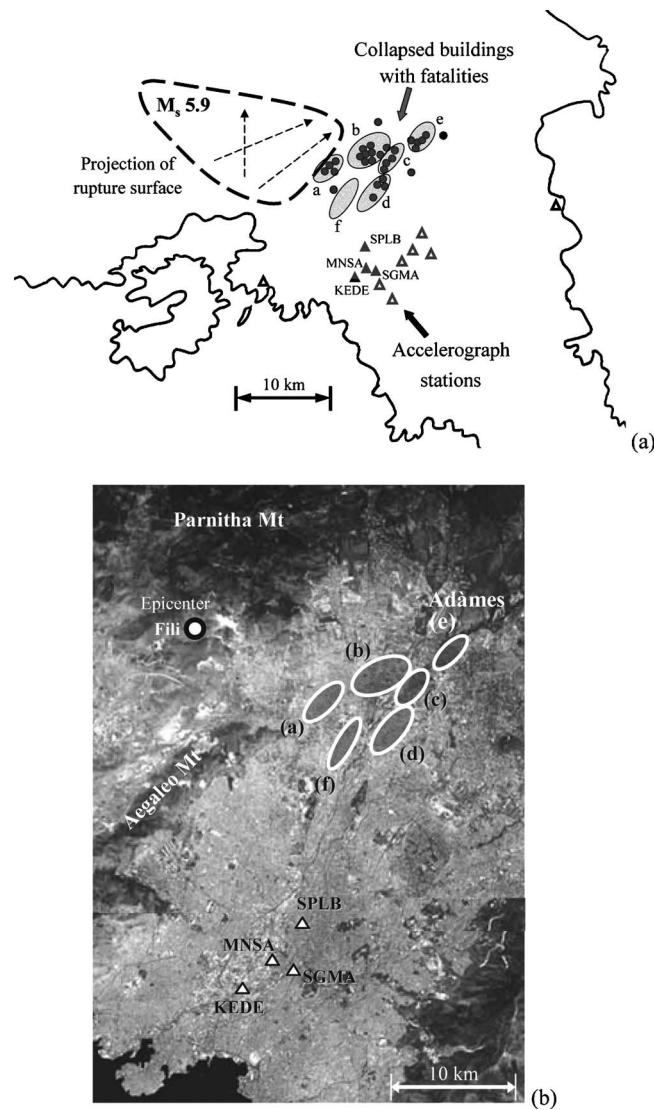 Collapsed buildings
with fatalities
Ms 5.9
b
e
Projection of
rupture surface
a
c
f
d
SPLB
MNSA
SGMA
KEDE
Accelerograph
stations
10 km
(a)
Parnitha Mt
Epicenter
Fili
Adàmes
(e)
(b)
(a)
(c)
(d)
(f)
Aegaleo Mt
SPLB
MNSA
SGMA
KEDE
10 km
(b)